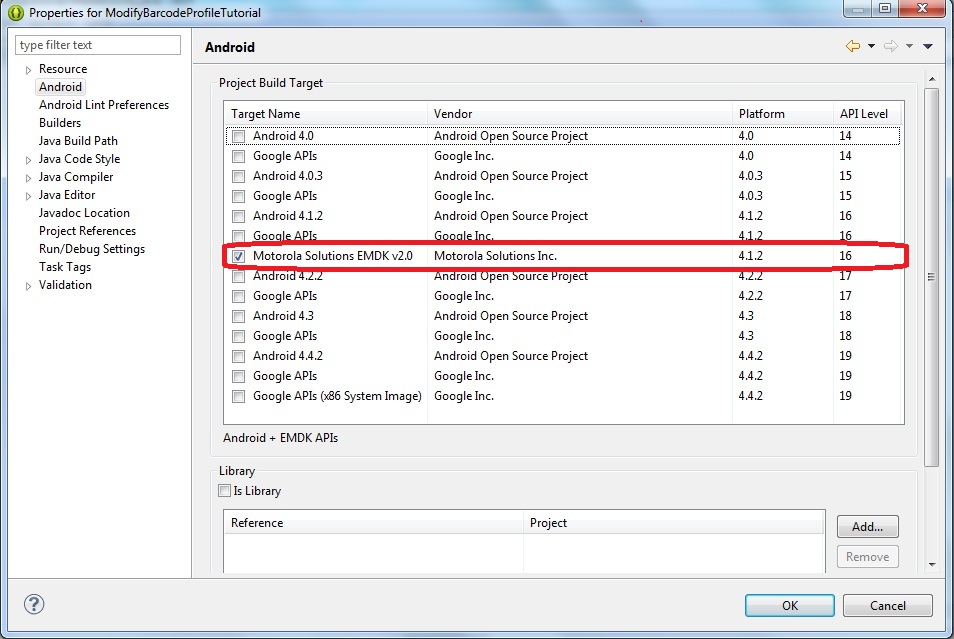 Properties for ModifyBarcodeProfileTutorial
type filter text
Resource
Android
Android Lint Preferences
Builders
Java Build Path
Java Code Style
Java Compiler
Java Editor
Javadoc Location
Project References
Run/Debug Settings
Task Tags
Validation
Android
Project Build Target
Target Name Vendor Platform API Level
Android 4.0 Android Open Source Project 4.0 14
Google APIs Google Inc. 4.0 14
Android 4.0.3 Android Open Source Project 4.0.3 15
Google APIs Google Inc. 4.0.3 15
Android 4.1.2 Android Open Source Project 4.1.2 16
Google APIs Google Inc. 4.1.2 16
Motorola Solutions EMDK v2.0 Motorola Solutions Inc. 4.1.2 16
Android 4.2.2 Android Open Source Project 4.2.2 17
Google APIs Google Inc. 4.2.2 17
Android 4.3 Android Open Source Project 4.3 18
Google APIs Google Inc. 4.3 18
Android 4.4.2 Android Open Source Project 4.4.2 19
Google APIs Google Inc. 4.4.2 19
Google APIs (x86 System Image) Google Inc. 4.4.2 19
Android + EMDK APIs
Library
Is Library
Reference Project
Add...
Remove
?
OK Cancel